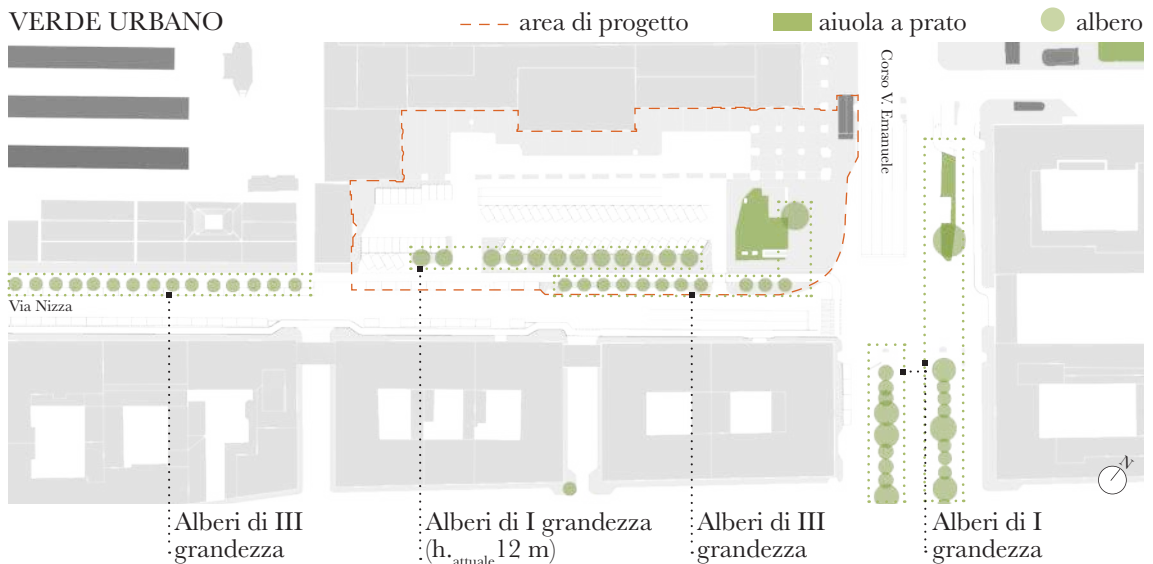 VERDE URBANO
area di progetto
aiuola a prato
albero
Corso V. Emanuele
Via Nizza
N
Alberi di III
grandezza
Alberi di I grandezza
(h.attuale 12 m)
Alberi di III
grandezza
Alberi di I
grandezza